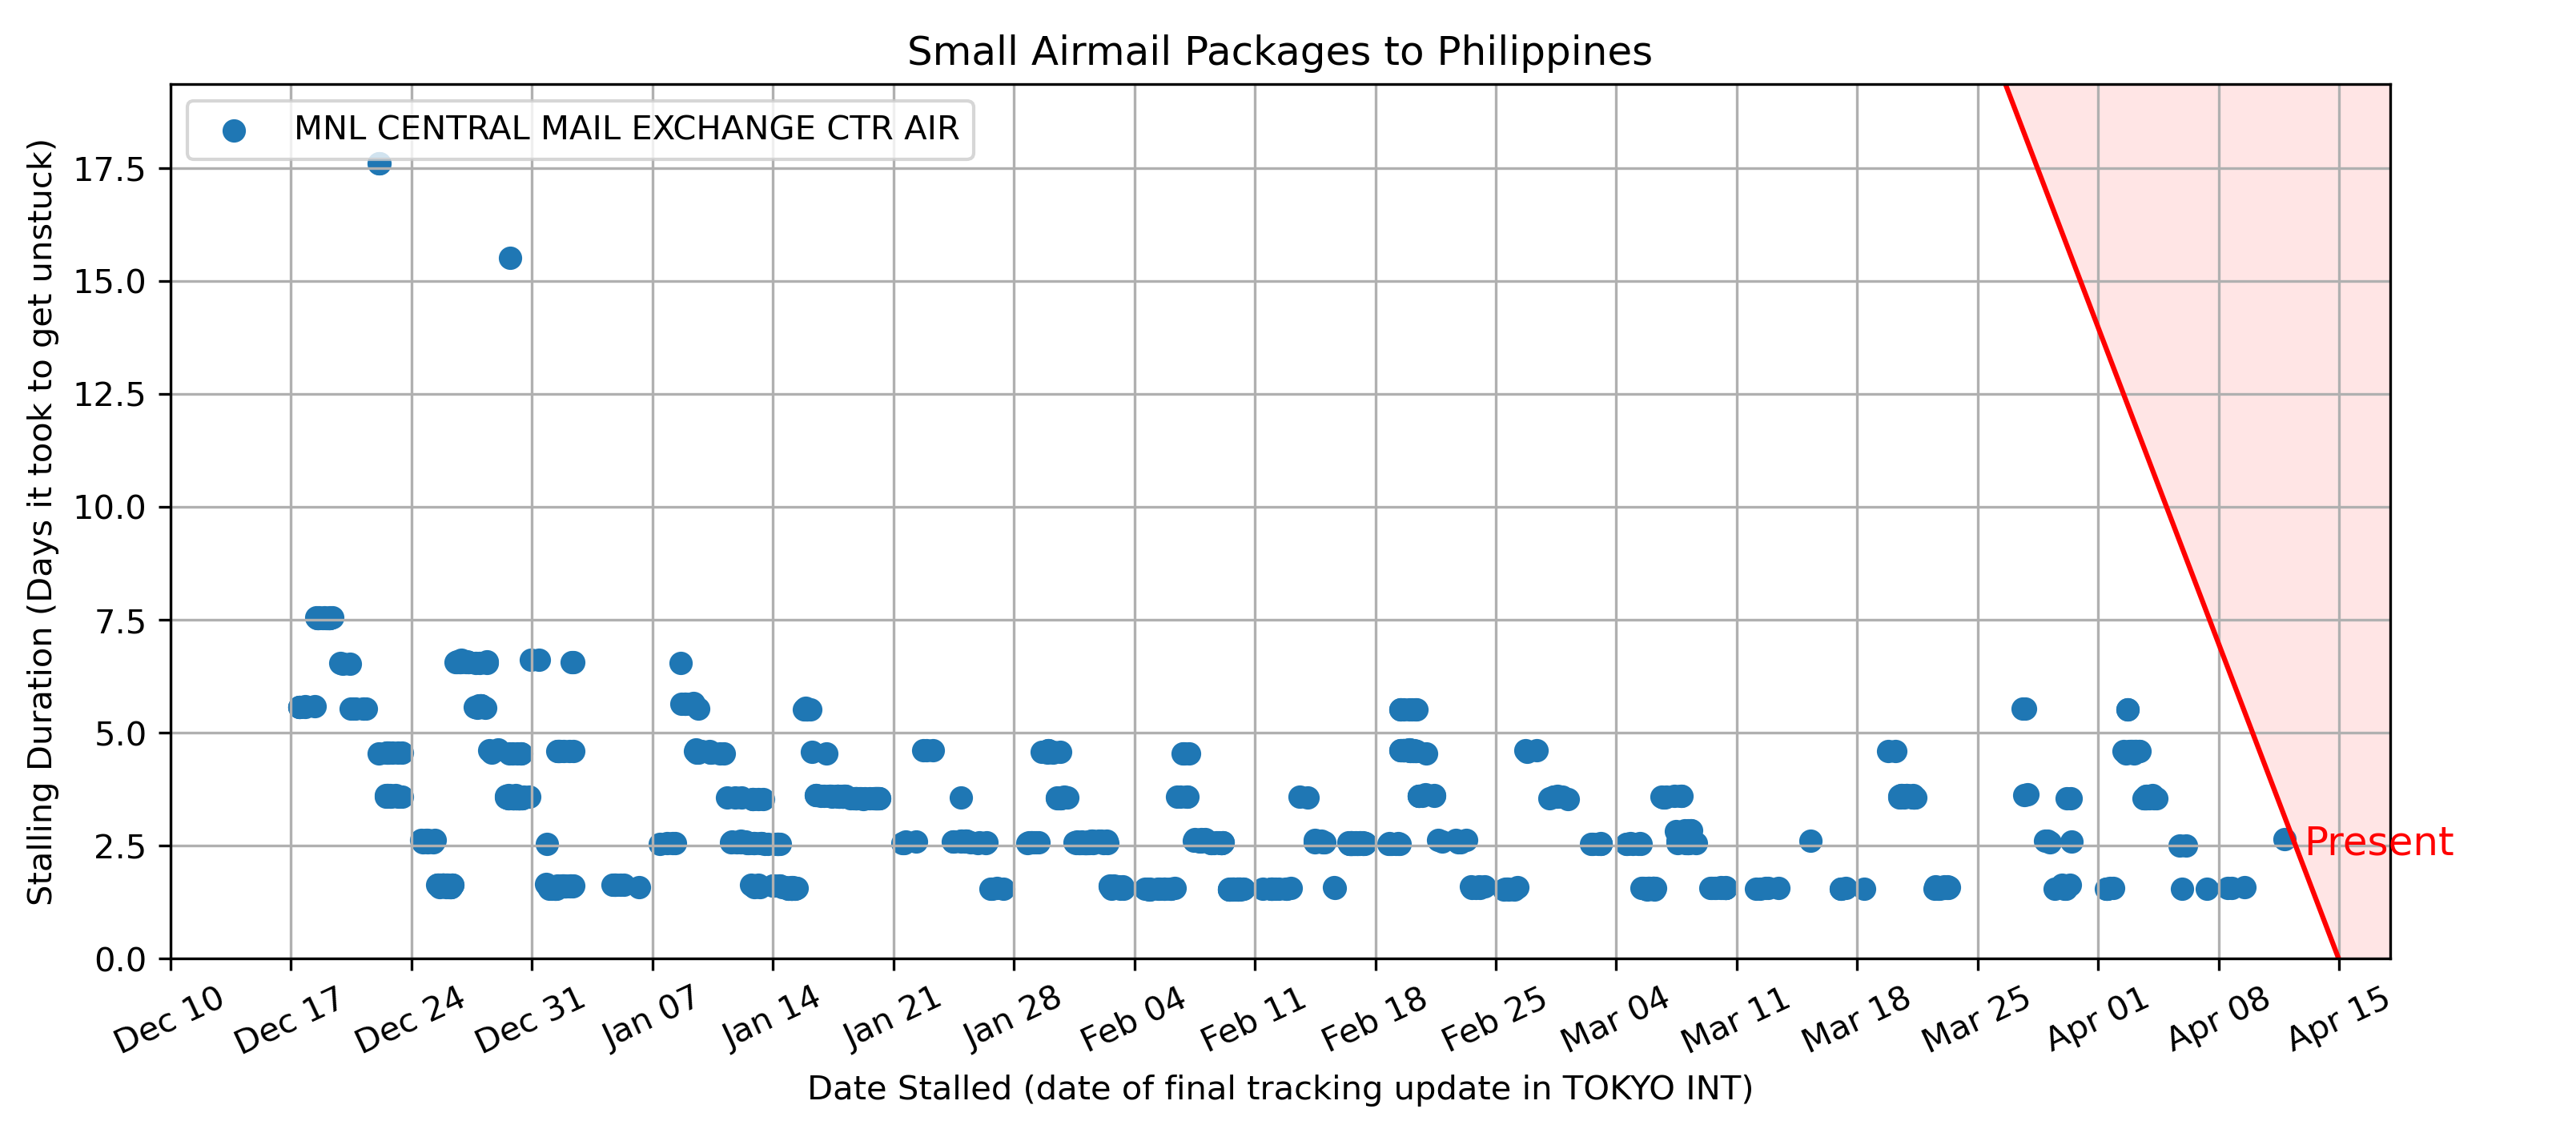 Small Airmail Packages to Philippines
MNL CENTRAL MAIL EXCHANGE CTR AIR
Stalling Duration (Days it took to get unstuck)
17.5
15.0
12.5
10.0
7.5
5.0
2.5
0.0
Present
Dec 10
Dec 17
Dec 24
Dec 31
Jan 07
Jan 14
Jan 21
Jan 28
Feb 04
Feb 11
Feb 18
Feb 25
Mar 04
Mar 11
Mar 18
Mar 25
Apr 01
Apr 08
Apr 15
Date Stalled (date of final tracking update in TOKYO INT)